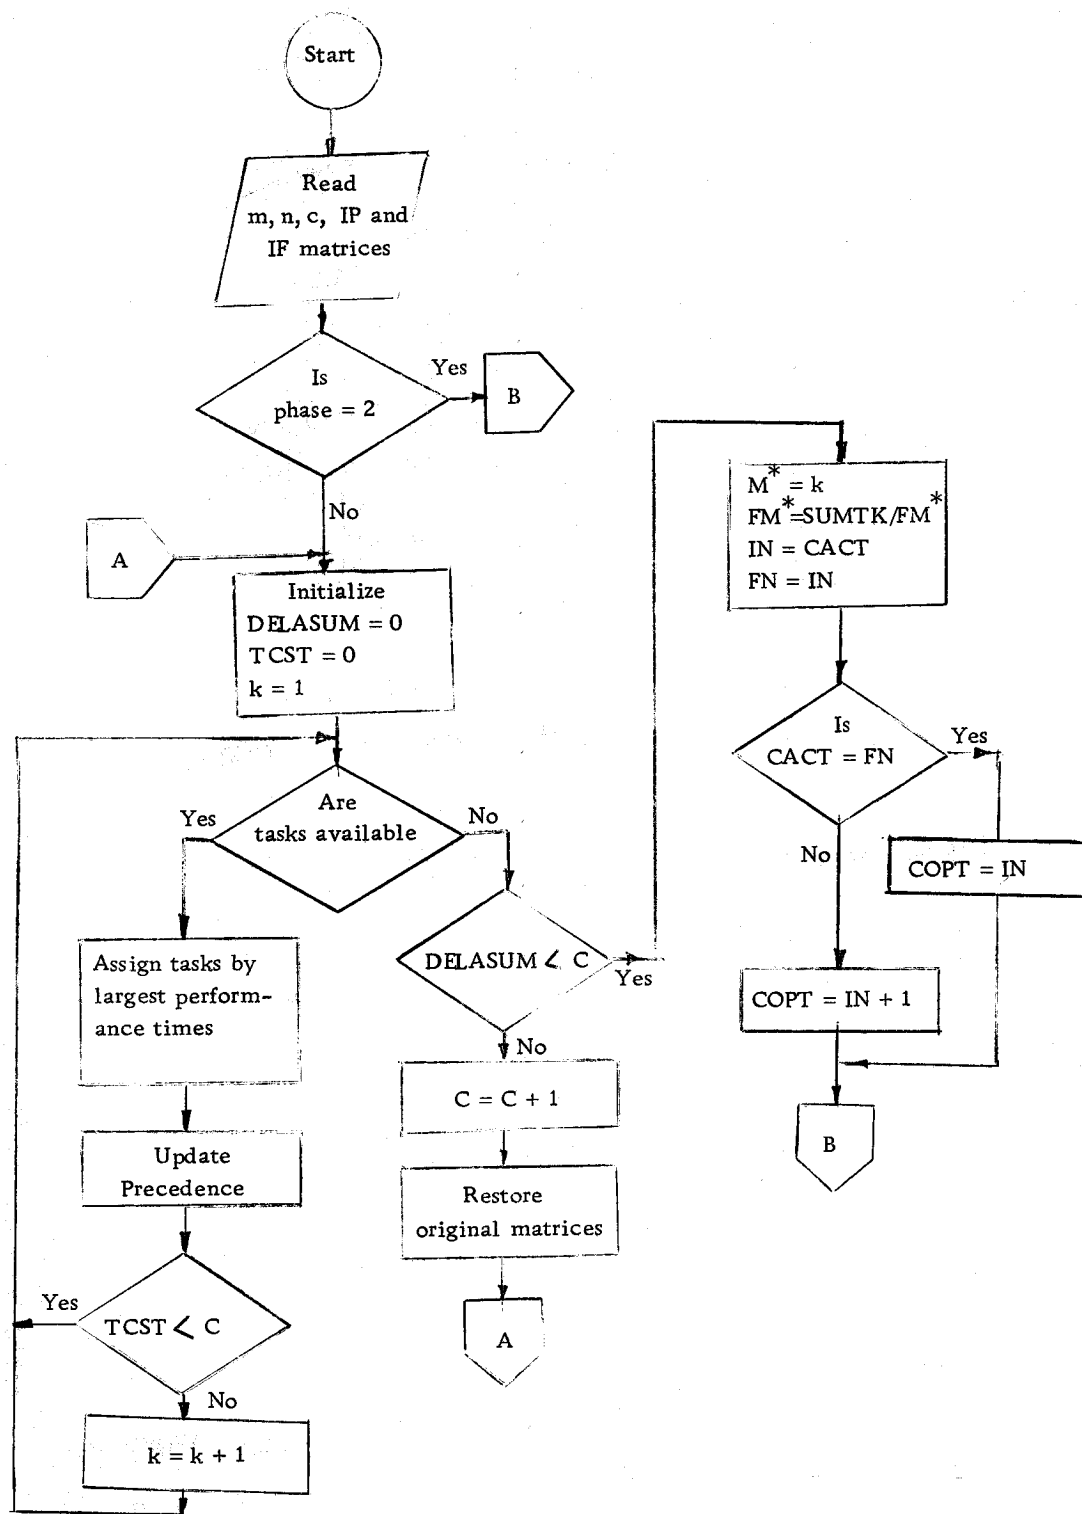 Start
Read
m, n, c, IP and
IF matrices
Is
phase = 2
Yes
B
No
A
Initialize
DELASUM = 0
TCST = 0
k = 1
Are
tasks available
Yes
No
Assign tasks by
largest perform-
ance times
Update
Precedence
TCST < C
Yes
No
k = k + 1
DELASUM < C
Yes
No
C = C + 1
Restore
original matrices
A
M* = k
FM*=SUMTK/FM*
IN = CACT
FN = IN
Is
CACT = FN
Yes
No
COPT = IN
COPT = IN + 1
B